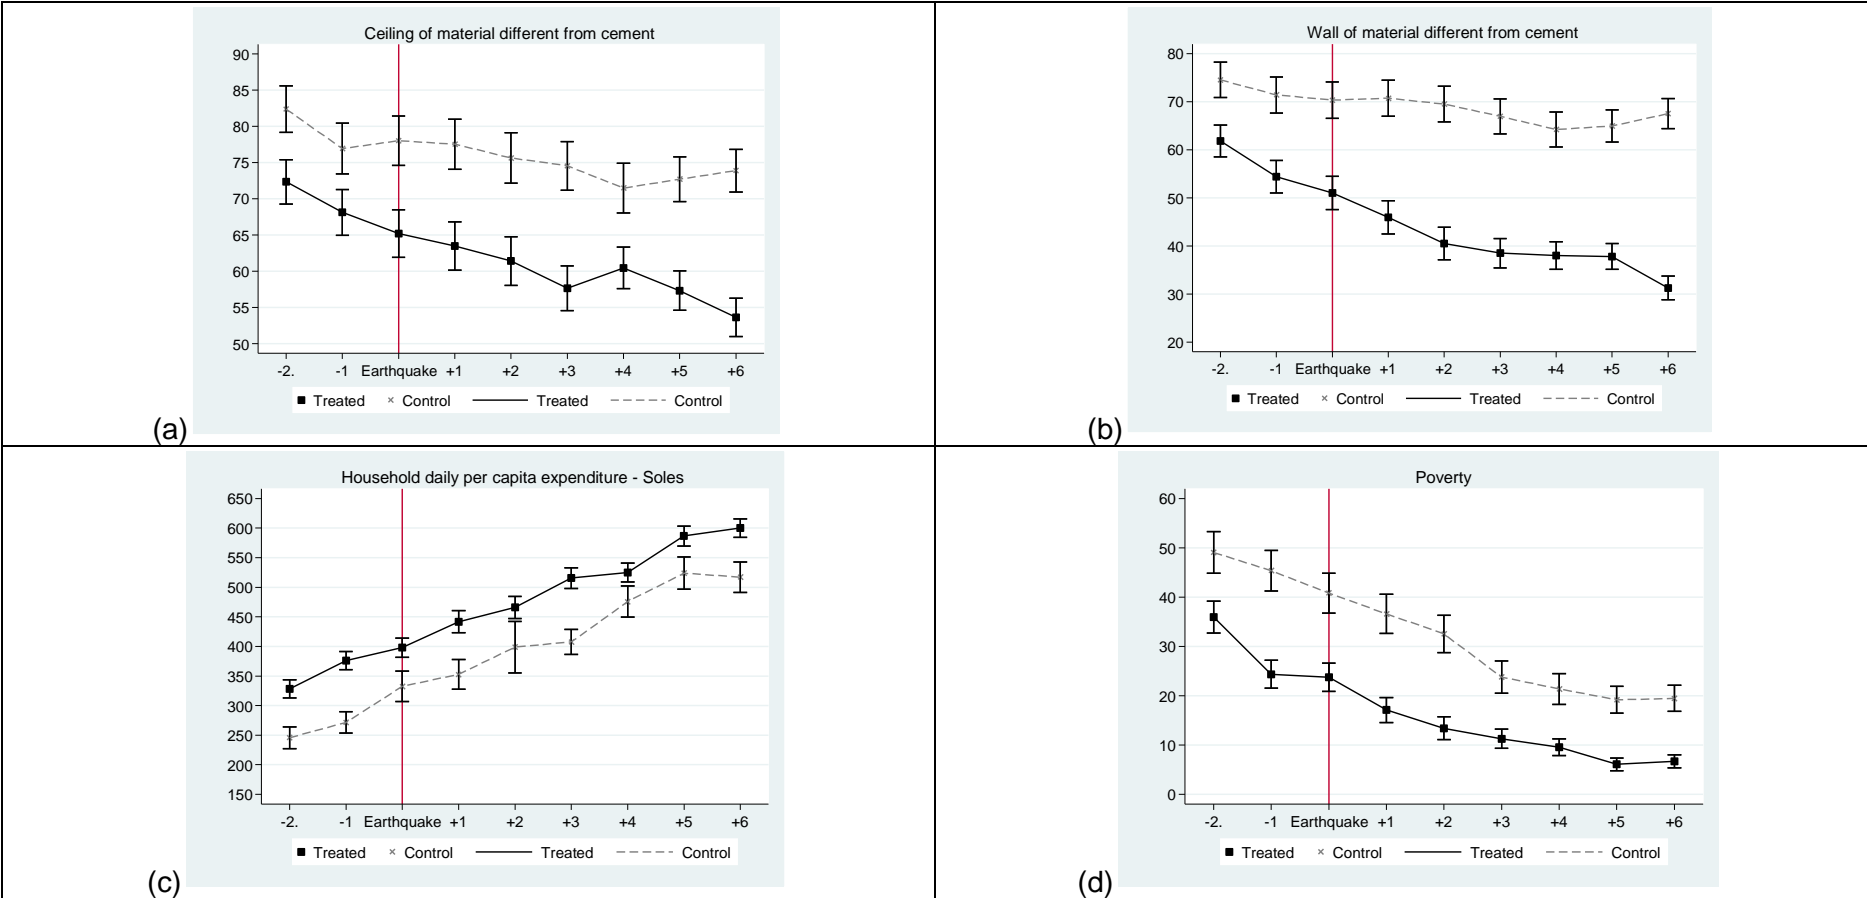 Ceiling of material different from cement
90
85
80
75
70
65
60
55
50
-2. -1 Earthquake +1 +2 +3 +4 +5 +6
Treated Control Treated Control
(a)
Wall of material different from cement
80
70
60
50
40
30
20
-2. -1 Earthquake +1 +2 +3 +4 +5 +6
Treated Control Treated Control
(b)
Household daily per capita expenditure - Soles
650
600
550
500
450
400
350
300
250
200
150
-2. -1 Earthquake +1 +2 +3 +4 +5 +6
Treated Control Treated Control
(c)
Poverty
60
50
40
30
20
10
0
-2. -1 Earthquake +1 +2 +3 +4 +5 +6
Treated Control Treated Control
(d)